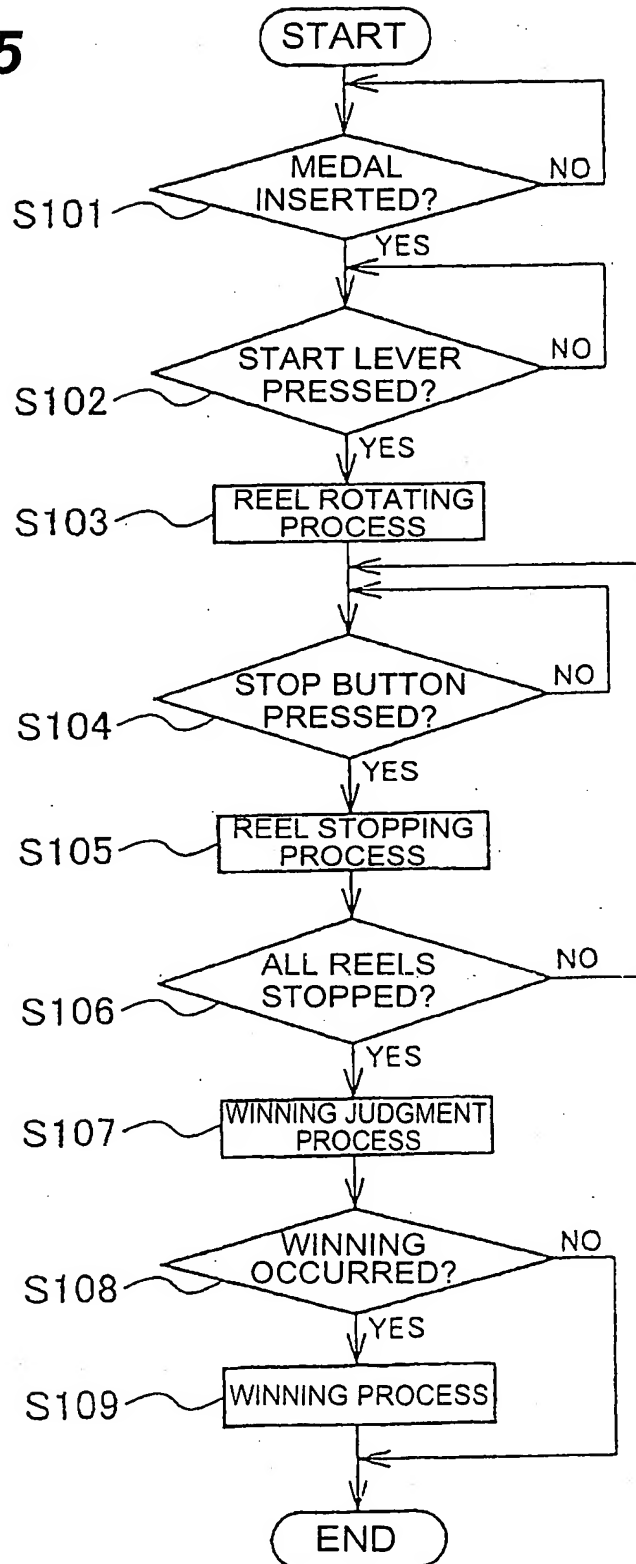 5
START
MEDAL
INSERTED?
NO
S101
YES
START LEVER
PRESSED?
NO
S102
YES
REEL ROTATING
PROCESS
S103
STOP BUTTON
PRESSED?
NO
S104
YES
REEL STOPPING
PROCESS
S105
ALL REELS
STOPPED?
NO
S106
YES
WINNING JUDGMENT
PROCESS
S107
WINNING
OCCURRED?
NO
S108
YES
WINNING PROCESS
S109
END